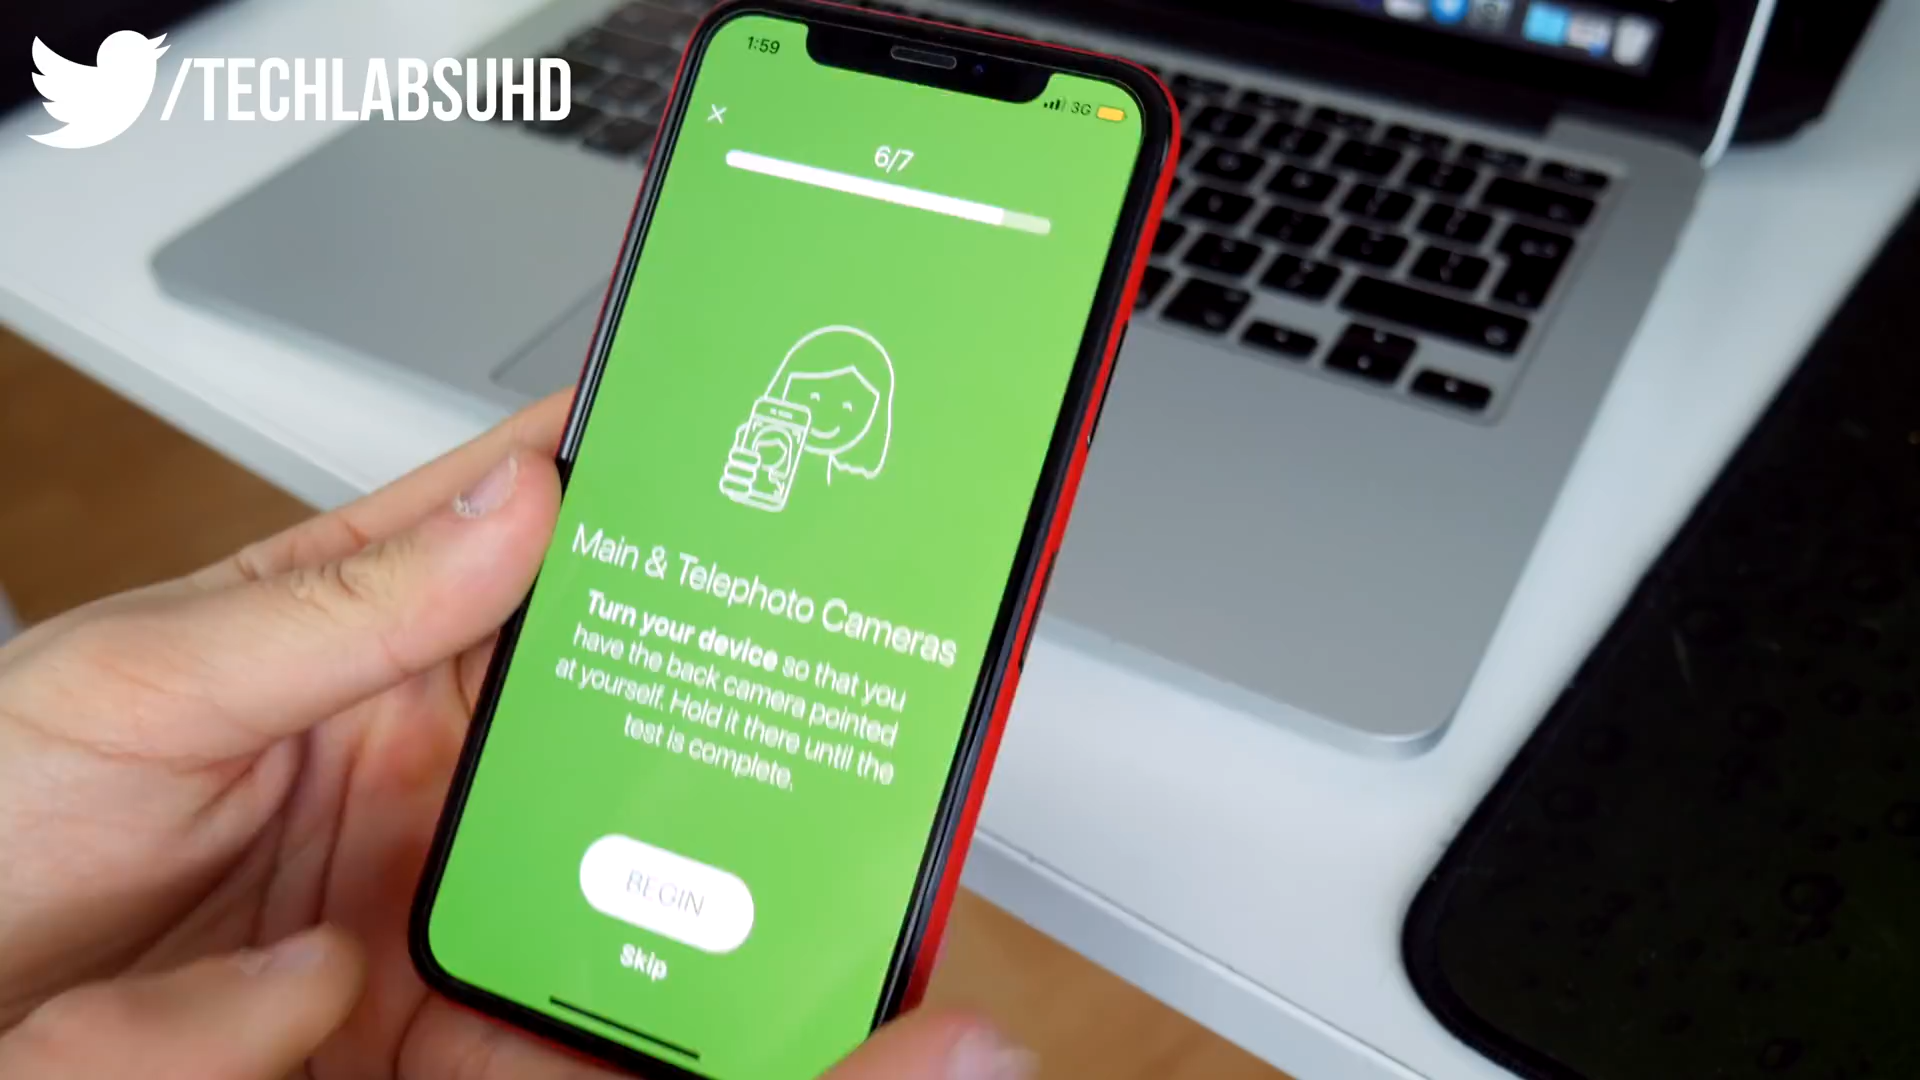 /TECHLABSUHD
1:59
3G
6/7
Main & Telephoto Cameras
Turn your device so that you
have the back camera pointed
at yourself. Hold it there until the
test is complete.
BEGIN
Skip